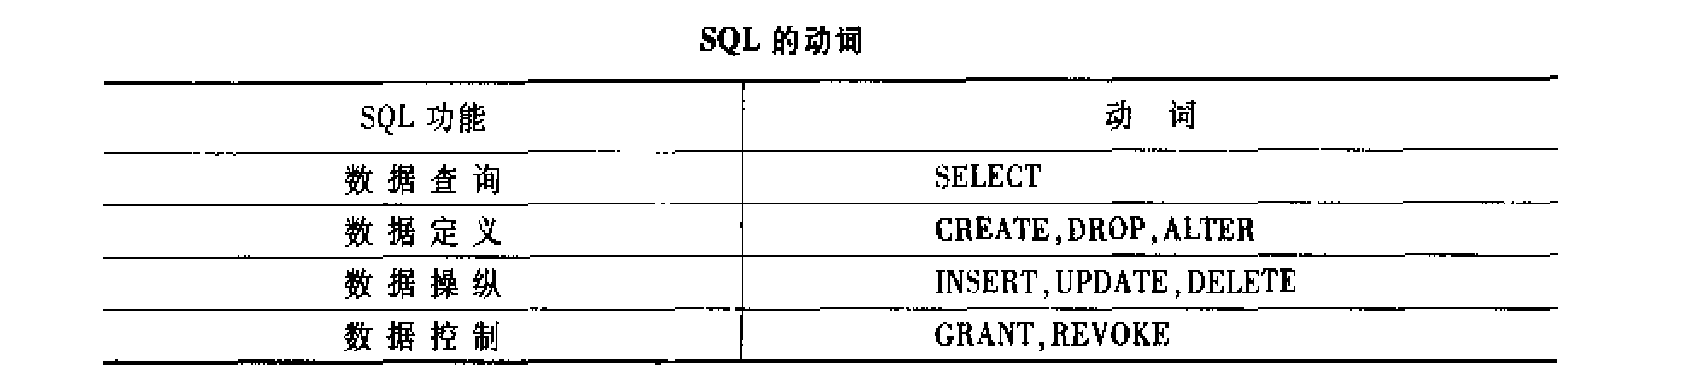 SQL 的动词
SQL 功能 动 词
数 据 查 询 SELECT
数 据 定 义 CREATE,DROP,ALTER
数 据 操 纵 INSERT,UPDATE,DELETE
数 据 控 制 GRANT,REVOKE